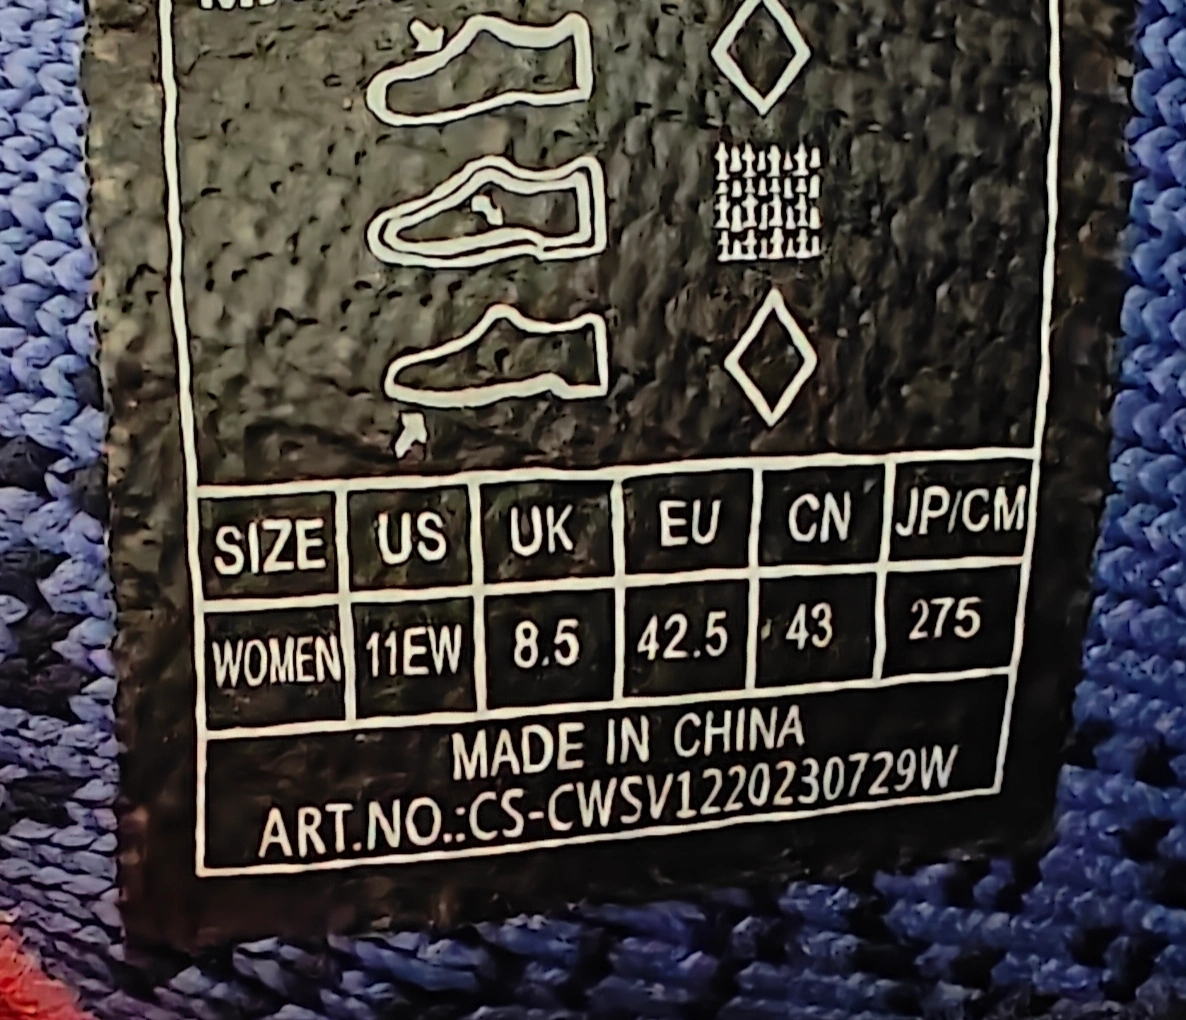 SIZE US UK EU CN JP/CM
WOMEN 11EW 8.5 42.5 43 275
MADE IN CHINA
ART.NO.:CS-CWSV1220230729W